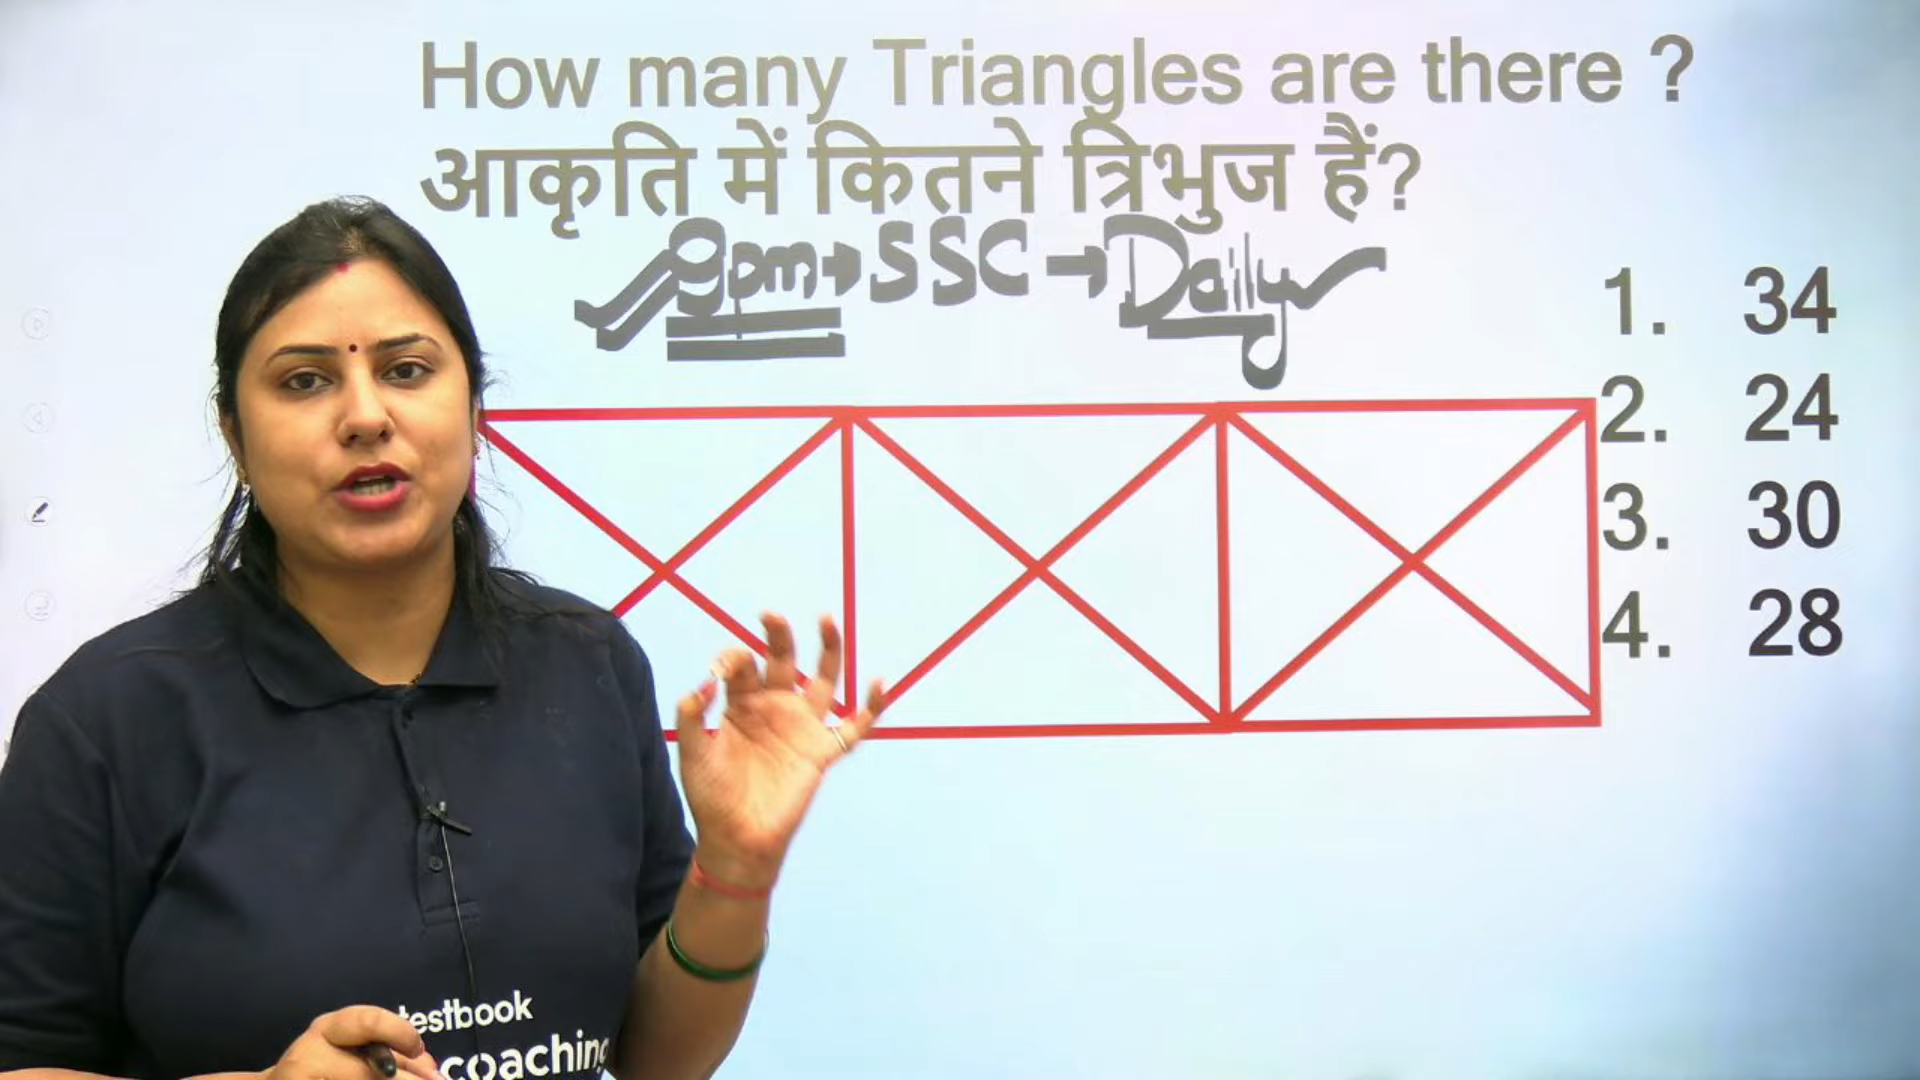 How many Triangles are there ?
आकृति में कितने त्रिभुज हैं?
9pm → SSC → Daily
1. 34
2. 24
3. 30
4. 28
testbook
coaching